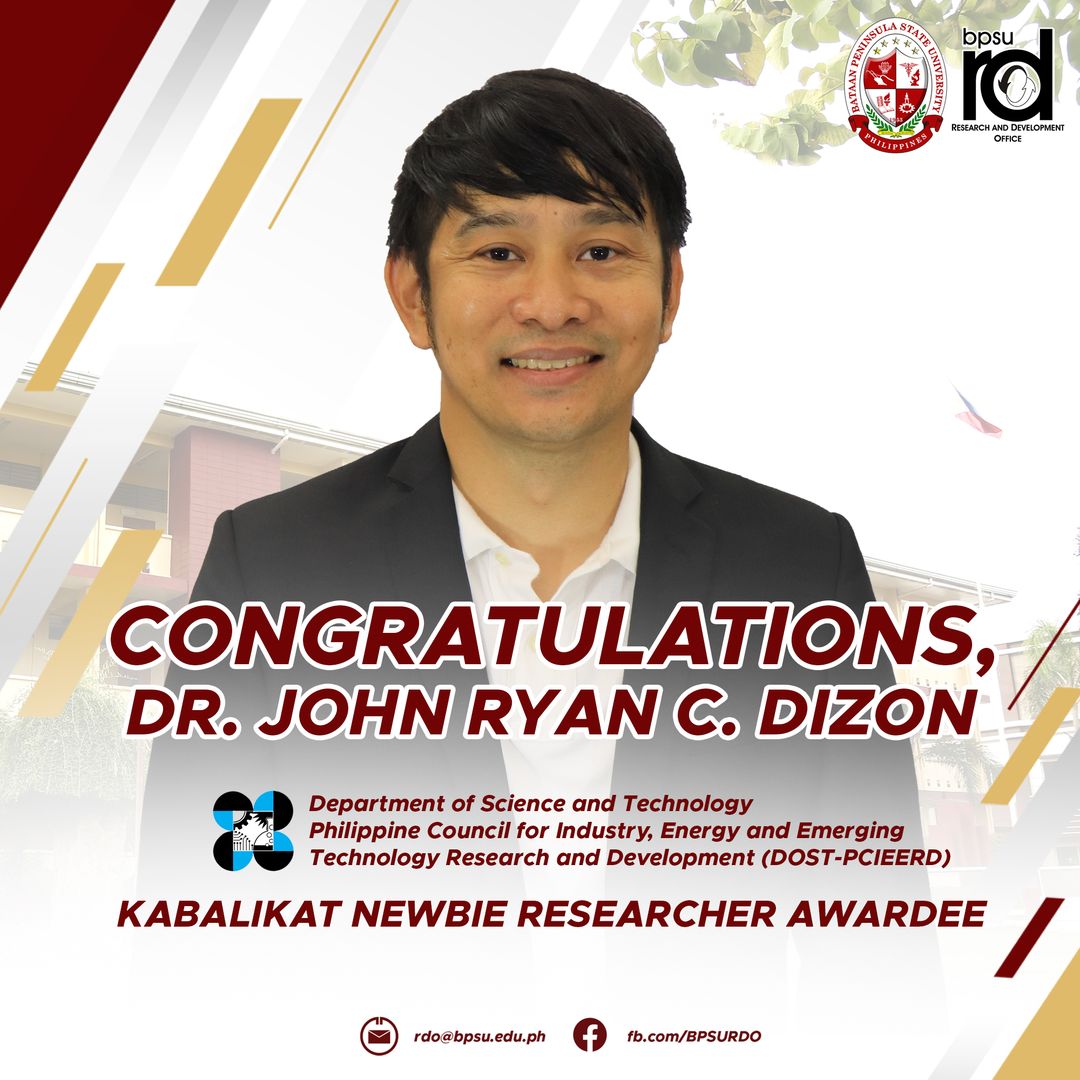 BATAAN PENINSULA STATE UNIVERSITY
1953
PHILIPPINES
bpsu
rd
RESEARCH AND DEVELOPMENT
OFFICE
CONGRATULATIONS,
DR. JOHN RYAN C. DIZON
Department of Science and Technology
Philippine Council for Industry, Energy and Emerging
Technology Research and Development (DOST-PCIEERD)
KABALIKAT NEWBIE RESEARCHER AWARDEE
rdo@bpsu.edu.ph
fb.com/BPSURDO